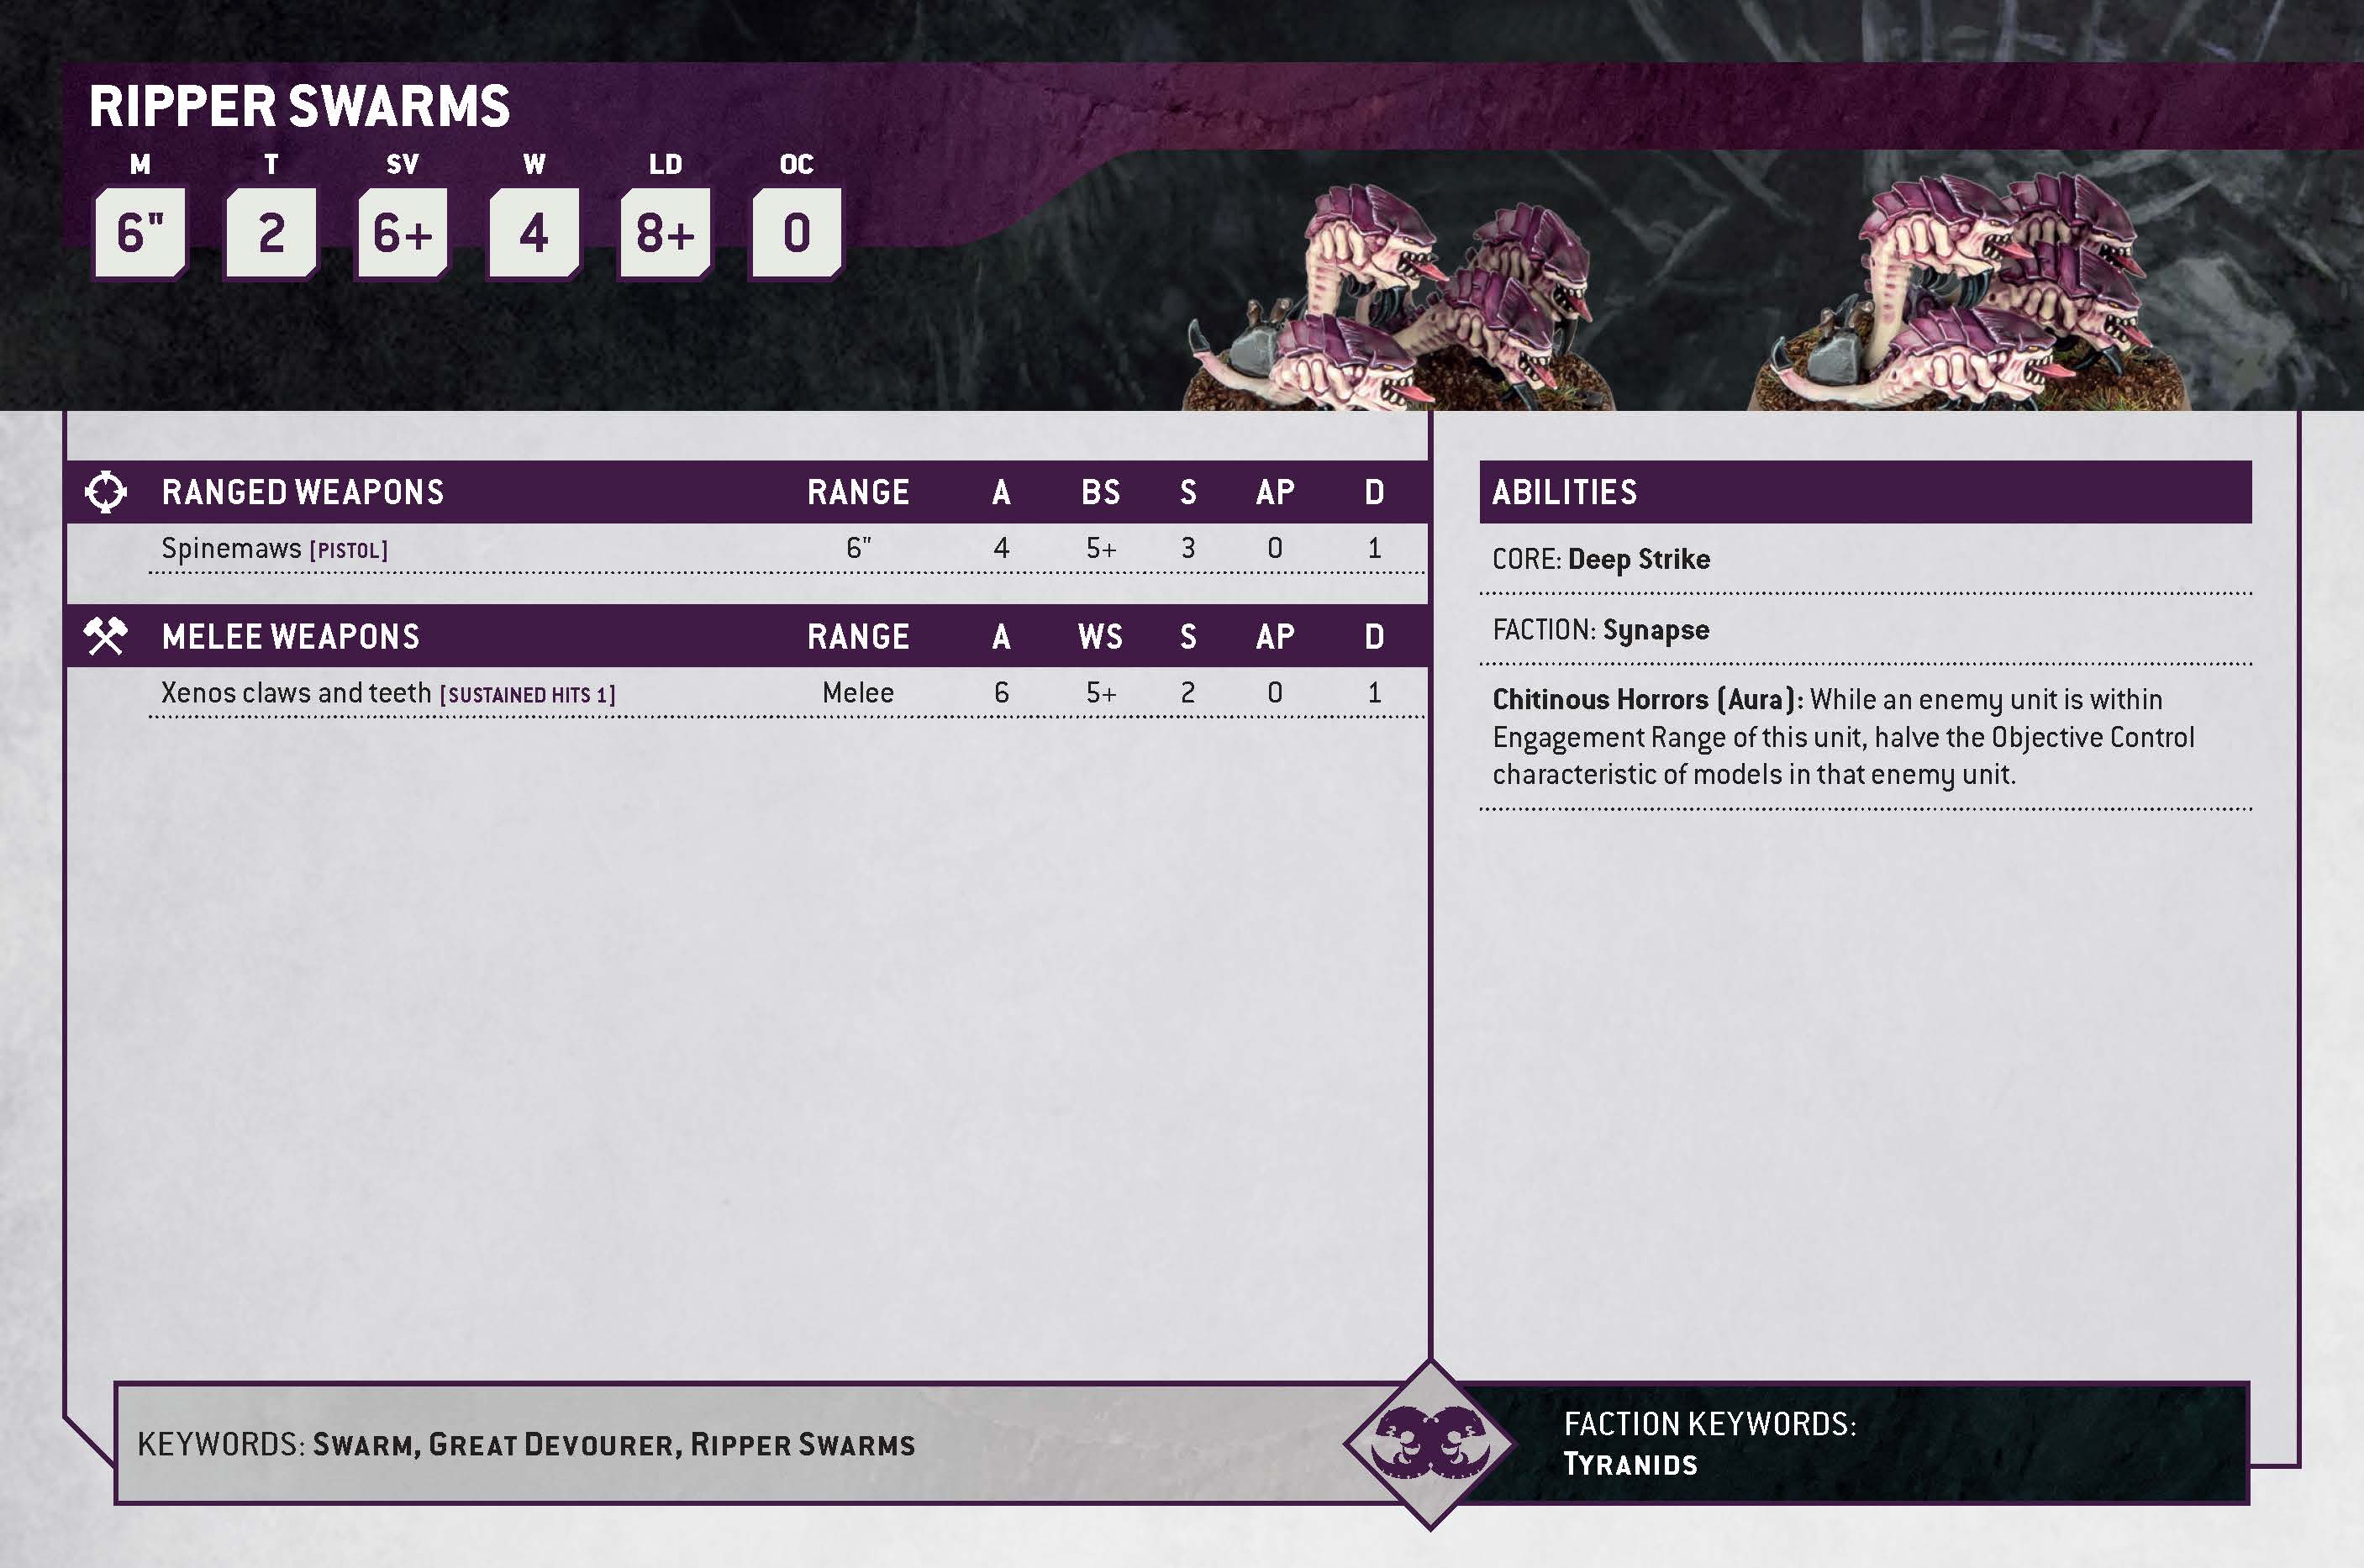 RIPPER SWARMS
M T SV W LD OC
6" 2 6+ 4 8+ 0
RANGED WEAPONS RANGE A BS S AP D
Spinemaws [PISTOL] 6" 4 5+ 3 0 1
MELEE WEAPONS RANGE A WS S AP D
Xenos claws and teeth [SUSTAINED HITS 1] Melee 6 5+ 2 0 1
ABILITIES
CORE: Deep Strike
FACTION: Synapse
Chitinous Horrors (Aura): While an enemy unit is within
Engagement Range of this unit, halve the Objective Control
characteristic of models in that enemy unit.
KEYWORDS: SWARM, GREAT DEVOURER, RIPPER SWARMS
FACTION KEYWORDS:
TYRANIDS